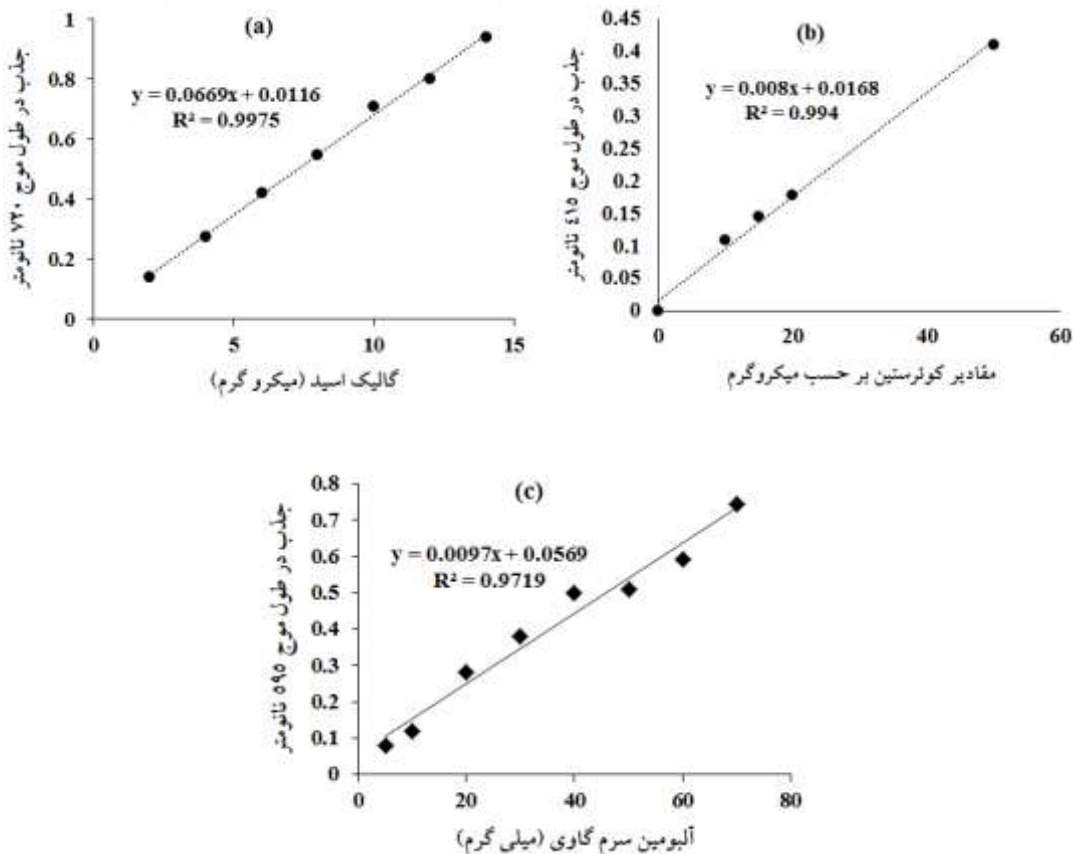 (a)
جذب در طول موج ۷۲۰ نانومتر
1
0.8
0.6
0.4
0.2
0
y = 0.0669x + 0.0116
R² = 0.9975
0 5 10 15
گالیک اسید (میکرو گرم)
(b)
جذب در طول موج ٤١٥ نانومتر
0.45
0.4
0.35
0.3
0.25
0.2
0.15
0.1
0.05
0
y = 0.008x + 0.0168
R² = 0.994
0 20 40 60
مقادیر کوئرستین بر حسب میکروگرم
(c)
جذب در طول موج ٥٩٥ نانومتر
0.8
0.7
0.6
0.5
0.4
0.3
0.2
0.1
0
y = 0.0097x + 0.0569
R² = 0.9719
20 40 60 80
آلبومین سرم گاوی (میلی گرم)